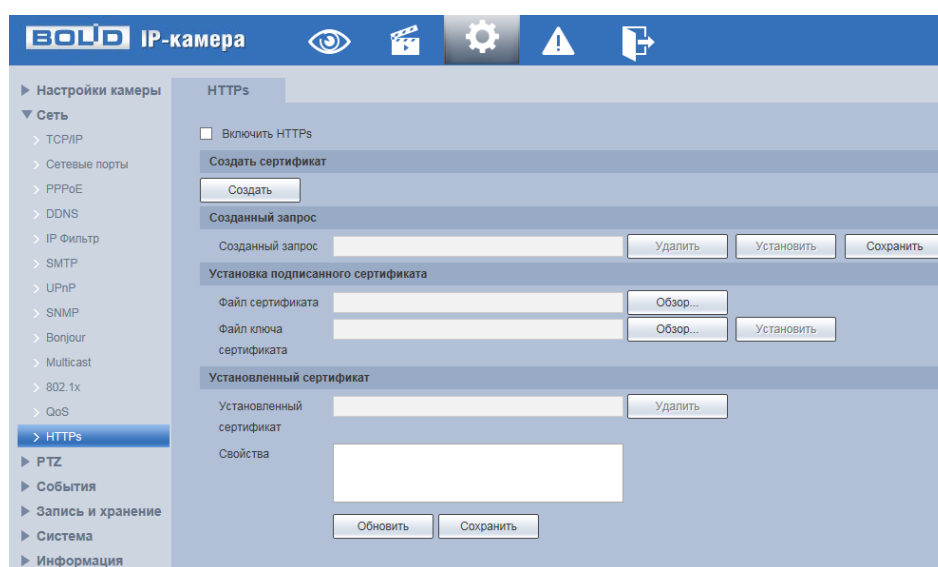 BOLID IP-камера
Настройки камеры
Сеть
TCP/IP
Сетевые порты
PPPoE
DDNS
IP Фильтр
SMTP
UPnP
SNMP
Bonjour
Multicast
802.1x
QoS
HTTPs
PTZ
События
Запись и хранение
Система
Информация
HTTPs
Включить HTTPs
Создать сертификат
Создать
Созданный запрос
Созданный запрос Удалить Установить Сохранить
Установка подписанного сертификата
Файл сертификата Обзор...
Файл ключа Обзор... Установить
сертификата
Установленный сертификат
Установленный Удалить
сертификат
Свойства
Обновить Сохранить